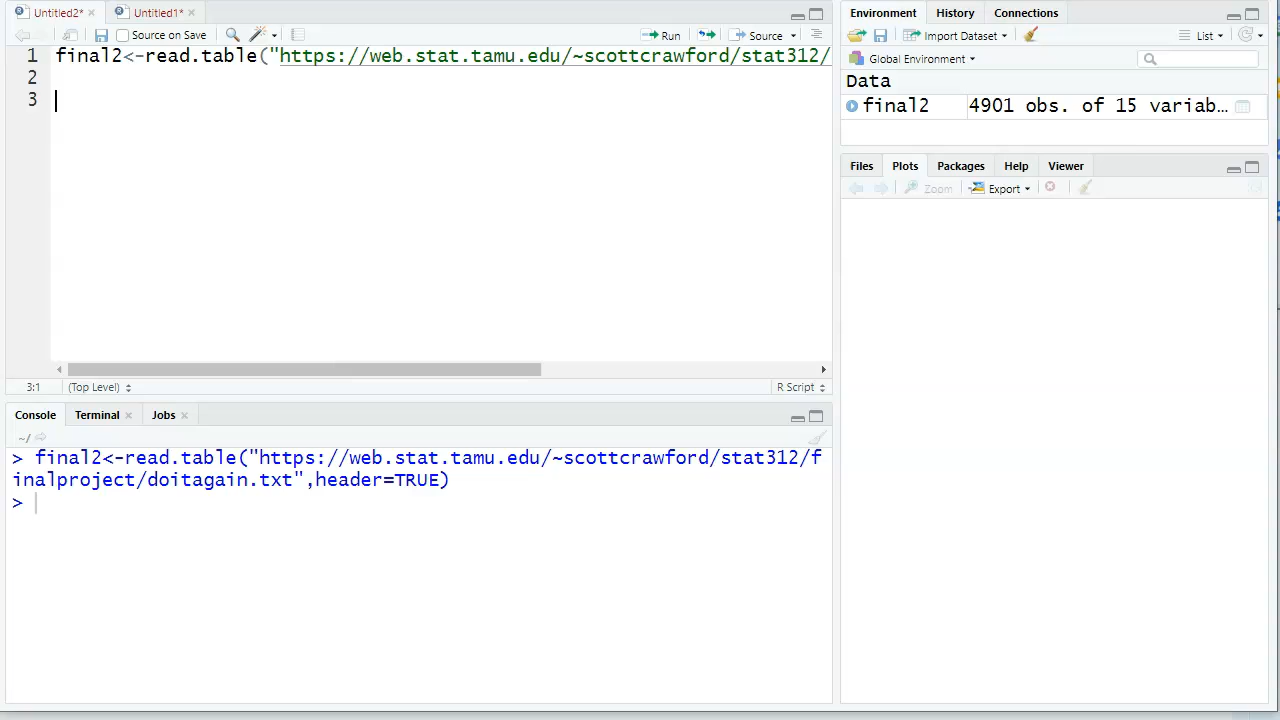 Untitled2* × Untitled1* ×
Source on Save Run Source
1 final2<-read.table("https://web.stat.tamu.edu/~scottcrawford/stat312/
2
3
3:1 (Top Level) R Script
Console Terminal × Jobs ×
~/
> final2<-read.table("https://web.stat.tamu.edu/~scottcrawford/stat312/f
inalproject/doitagain.txt",header=TRUE)
>
Environment History Connections
Import Dataset List
Global Environment
Data
final2 4901 obs. of 15 variab…
Files Plots Packages Help Viewer
Zoom Export